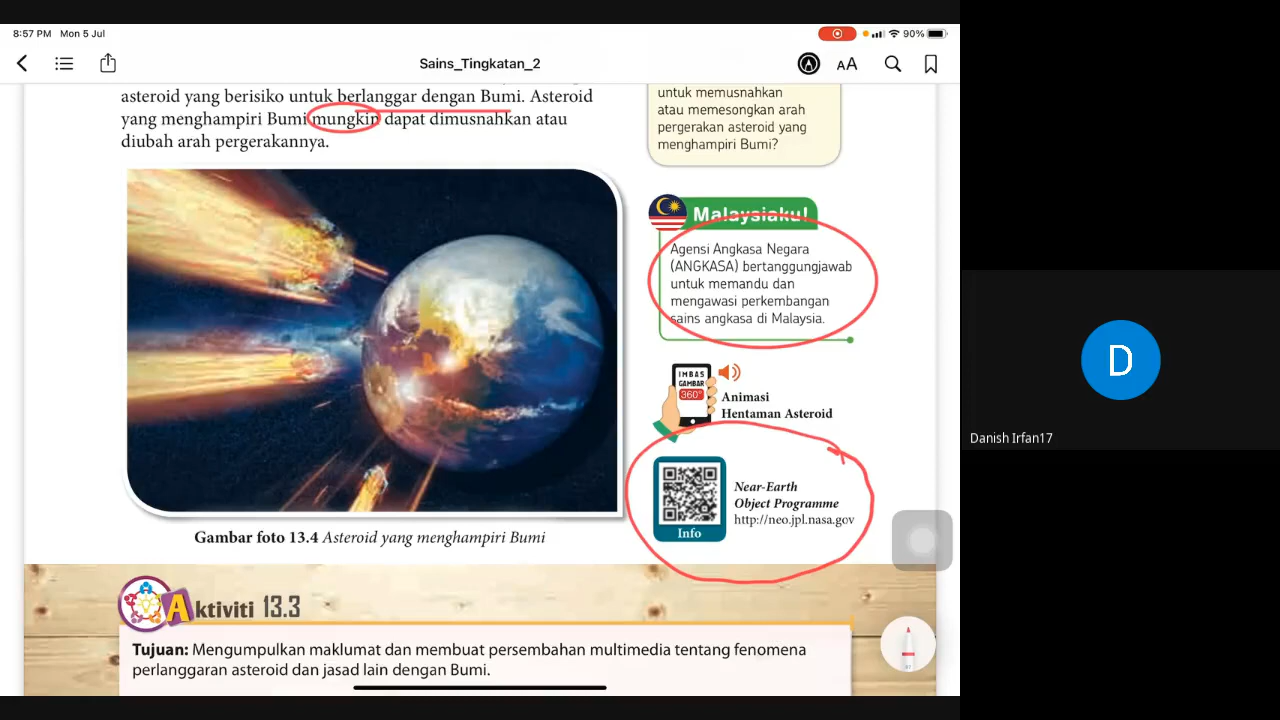 8:57 PM Mon 5 Jul
90%
Sains_Tingkatan_2
AA
asteroid yang berisiko untuk berlanggar dengan Bumi. Asteroid
yang menghampiri Bumi mungkin dapat dimusnahkan atau
diubah arah pergerakannya.
Gambar foto 13.4 Asteroid yang menghampiri Bumi
untuk memusnahkan
atau memesongkan arah
pergerakan asteroid yang
menghampiri Bumi?
Malaysiaku!
Agensi Angkasa Negara
(ANGKASA) bertanggungjawab
untuk memandu dan
mengawasi perkembangan
sains angkasa di Malaysia.
IMBAS
GAMBAR
360°
Animasi
Hentaman Asteroid
Info
Near-Earth
Object Programme
http://neo.jpl.nasa.gov
Aktiviti 13.3
Tujuan: Mengumpulkan maklumat dan membuat persembahan multimedia tentang fenomena
perlanggaran asteroid dan jasad lain dengan Bumi.
D
Danish Irfan17